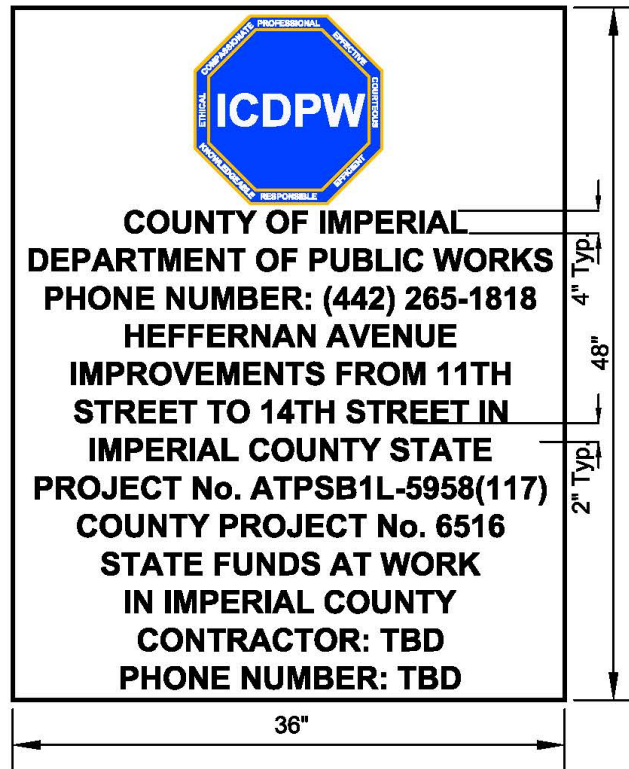 PROFESSIONAL
COMPASSIONATE
EFFECTIVE
ETHICAL
ICDPW
COURTEOUS
KNOWLEDGEABLE
EFFICIENT
RESPONSIBLE
COUNTY OF IMPERIAL
DEPARTMENT OF PUBLIC WORKS
PHONE NUMBER: (442) 265-1818
HEFFERNAN AVENUE
IMPROVEMENTS FROM 11TH
STREET TO 14TH STREET IN
IMPERIAL COUNTY STATE
PROJECT No. ATPSB1L-5958(117)
COUNTY PROJECT No. 6516
STATE FUNDS AT WORK
IN IMPERIAL COUNTY
CONTRACTOR: TBD
PHONE NUMBER: TBD
4" Typ.
48"
2" Typ.
36"